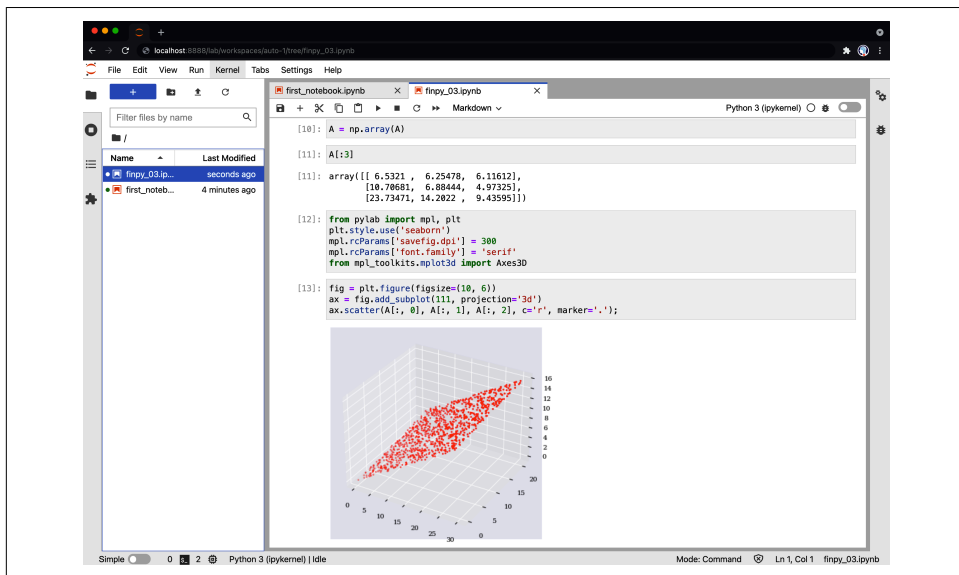 +
localhost:8888/lab/workspaces/auto-1/tree/finpy_03.ipynb
File Edit View Run Kernel Tabs Settings Help
+
Filter files by name
/
Name Last Modified
finpy_03.ip... seconds ago
first_noteb... 4 minutes ago
first_notebook.ipynb × finpy_03.ipynb ×
Markdown Python 3 (ipykernel)
[10]: A = np.array(A)
[11]: A[:3]
[11]: array([[ 6.5321 , 6.25478, 6.11612],
[10.70681, 6.88444, 4.97325],
[23.73471, 14.2022 , 9.43595]])
[12]: from pylab import mpl, plt
plt.style.use('seaborn')
mpl.rcParams['savefig.dpi'] = 300
mpl.rcParams['font.family'] = 'serif'
from mpl_toolkits.mplot3d import Axes3D
[13]: fig = plt.figure(figsize=(10, 6))
ax = fig.add_subplot(111, projection='3d')
ax.scatter(A[:, 0], A[:, 1], A[:, 2], c='r', marker='.');
16
14
12
10
8
6
4
2
0
20
15
10
5
0
0
5
10
15
20
25
30
Simple 0 2 Python 3 (ipykernel) | Idle Mode: Command Ln 1, Col 1 finpy_03.ipynb